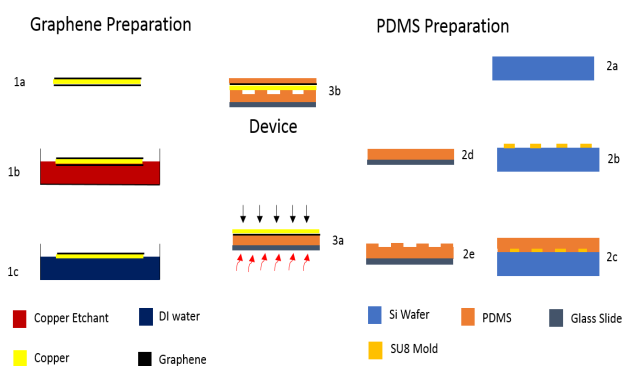 Graphene Preparation
PDMS Preparation
1a
3b
2a
Device
1b
2d
2b
1c
3a
2e
2c
Copper Etchant
DI water
Si Wafer
PDMS
Glass Slide
Copper
Graphene
SU8 Mold